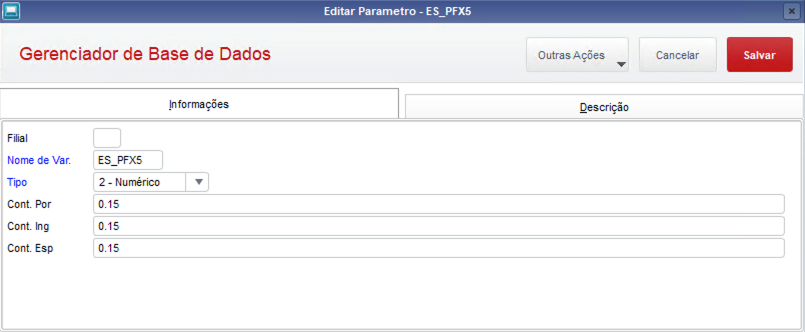 Editar Parametro - ES_PFX5
Gerenciador de Base de Dados
Outras Ações
Cancelar
Salvar
Informações
Descrição
Filial
Nome de Var. ES_PFX5
Tipo 2 - Numérico
Cont. Por 0.15
Cont. Ing 0.15
Cont. Esp 0.15